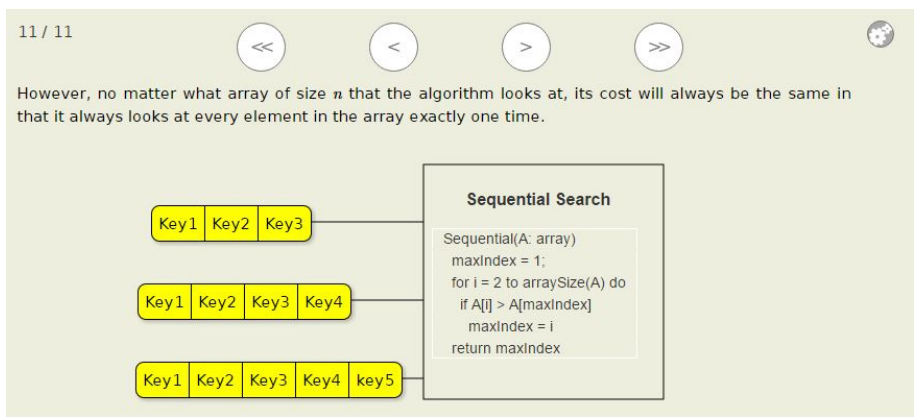 11 / 11
<<
<
>
>>
However, no matter what array of size n that the algorithm looks at, its cost will always be the same in
that it always looks at every element in the array exactly one time.
Sequential Search
Key1 Key2 Key3
Sequential(A: array)
maxIndex = 1;
for i = 2 to arraySize(A) do
if A[i] > A[maxIndex]
maxIndex = i
return maxIndex
Key1 Key2 Key3 Key4
Key1 Key2 Key3 Key4 key5